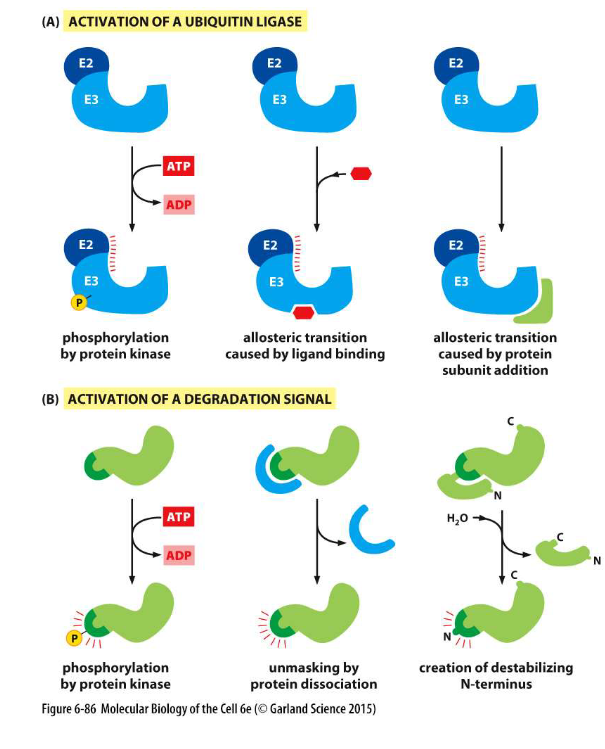 (A) ACTIVATION OF A UBIQUITIN LIGASE
E2 E2 E2
E3 E3 E3
ATP
ADP
E2 E2 E2
E3 E3 E3
P
phosphorylation
by protein kinase
allosteric transition
caused by ligand binding
allosteric transition
caused by protein
subunit addition
(B) ACTIVATION OF A DEGRADATION SIGNAL
C
N
ATP
ADP
H₂O
C
N
C
P
N
phosphorylation
by protein kinase
unmasking by
protein dissociation
creation of destabilizing
N-terminus
Figure 6-86 Molecular Biology of the Cell 6e (© Garland Science 2015)